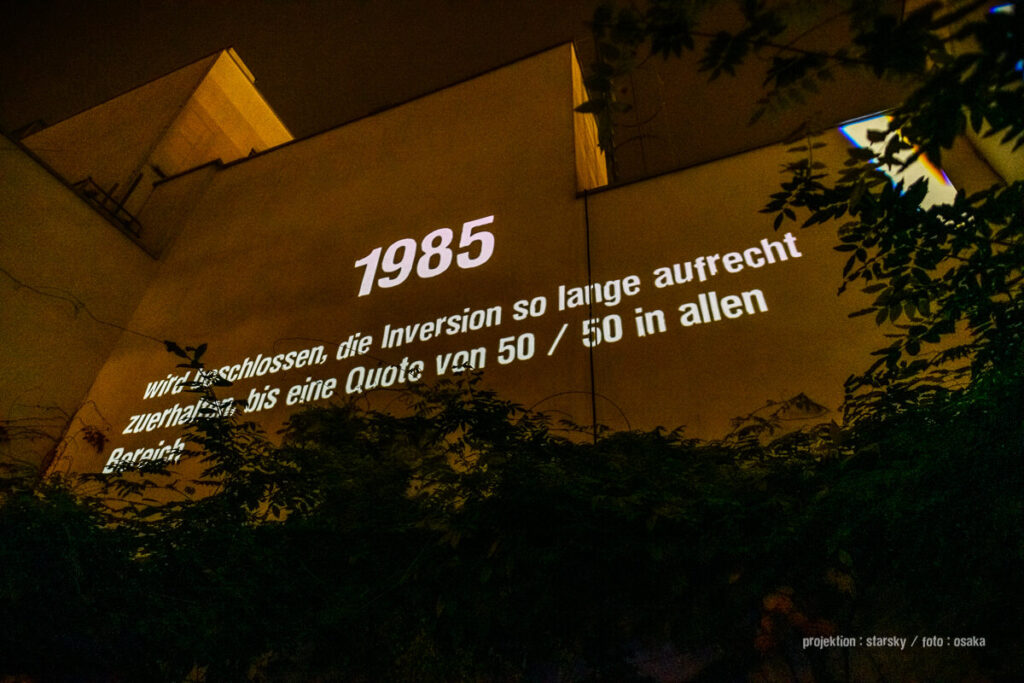 1985
wird beschlossen, die Inversion so lange aufrecht
zuerhalten, bis eine Quote von 50 / 50 in allen
Bereich
projektion : starsky / foto : osaka